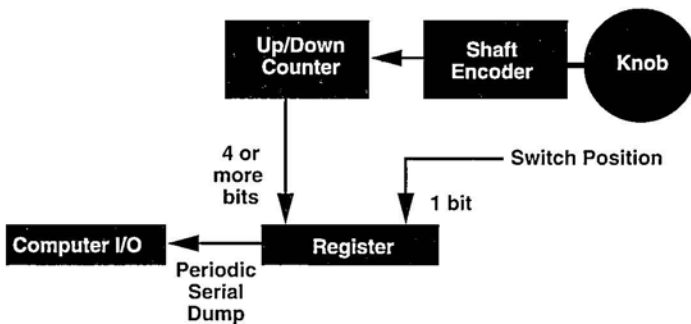 Up/Down
Counter
Shaft
Encoder
Knob
4 or
more
bits
Switch Position
1 bit
Computer I/O
Register
Periodic
Serial
Dump